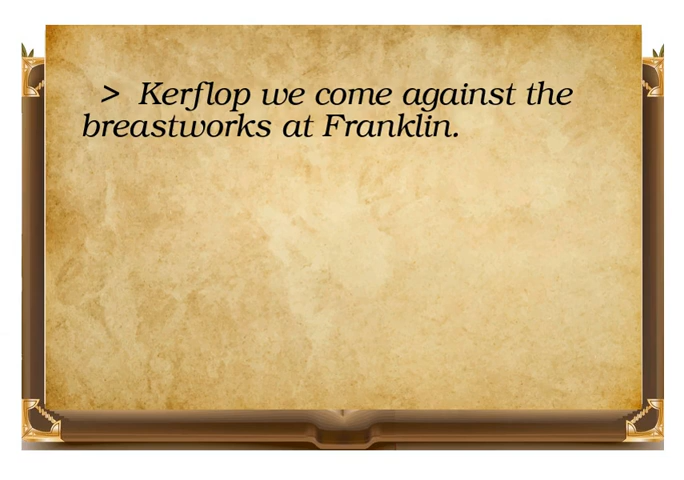 > Kerflop we come against the
breastworks at Franklin.